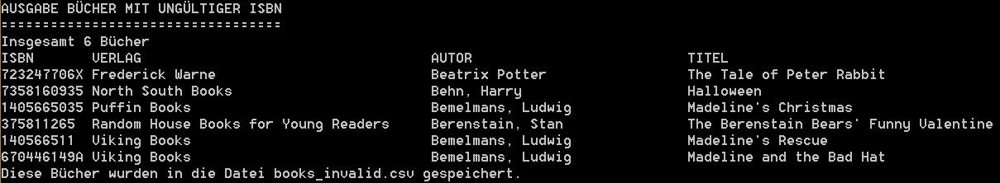 AUSGABE BÜCHER MIT UNGÜLTIGER ISBN
==================================
Insgesamt 6 Bücher
ISBN VERLAG AUTOR TITEL
723247706X Frederick Warne Beatrix Potter The Tale of Peter Rabbit
7358160935 North South Books Behn, Harry Halloween
1405665035 Puffin Books Bemelmans, Ludwig Madeline's Christmas
375811265 Random House Books for Young Readers Berenstain, Stan The Berenstain Bears' Funny Valentine
140566511 Viking Books Bemelmans, Ludwig Madeline's Rescue
670446149A Viking Books Bemelmans, Ludwig Madeline and the Bad Hat
Diese Bücher wurden in die Datei books_invalid.csv gespeichert.